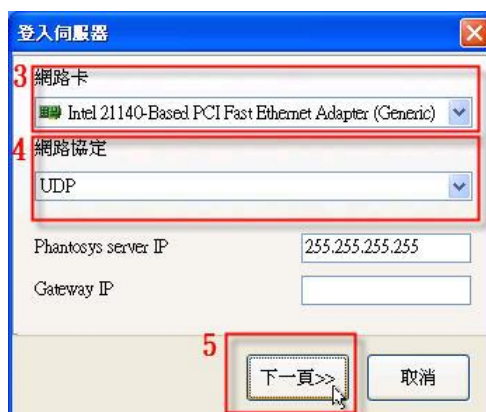 登入伺服器
3 網路卡
Intel 21140-Based PCI Fast Ethernet Adapter (Generic)
4 網路協定
UDP
Phantosys server IP 255.255.255.255
Gateway IP
5
下一頁>> 取消